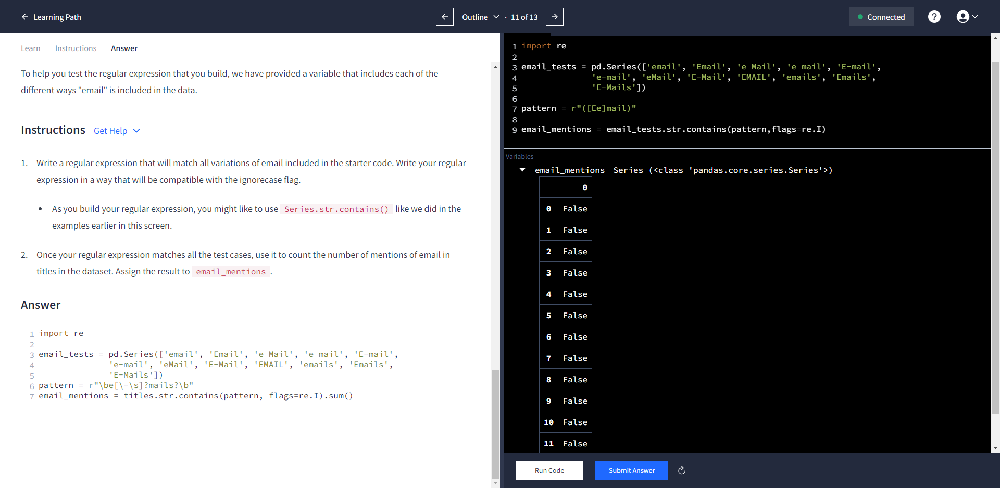 Learning Path
Outline · 11 of 13
Connected
?
Learn Instructions Answer
To help you test the regular expression that you build, we have provided a variable that includes each of the
different ways "email" is included in the data.
Instructions Get Help
1. Write a regular expression that will match all variations of email included in the starter code. Write your regular
expression in a way that will be compatible with the ignorecase flag.
• As you build your regular expression, you might like to use Series.str.contains() like we did in the
examples earlier in this screen.
2. Once your regular expression matches all the test cases, use it to count the number of mentions of email in
titles in the dataset. Assign the result to email_mentions .
Answer
1 import re
2
3 email_tests = pd.Series(['email', 'Email', 'e Mail', 'e mail', 'E-mail',
4 'e-mail', 'eMail', 'E-Mail', 'EMAIL', 'emails', 'Emails',
5 'E-Mails'])
6 pattern = r"\be[\-\s]?mails?\b"
7 email_mentions = titles.str.contains(pattern, flags=re.I).sum()
1 import re
2
3 email_tests = pd.Series(['email', 'Email', 'e Mail', 'e mail', 'E-mail',
4 'e-mail', 'eMail', 'E-Mail', 'EMAIL', 'emails', 'Emails',
5 'E-Mails'])
6
7 pattern = r"([Ee]mail)"
8
9 email_mentions = email_tests.str.contains(pattern,flags=re.I)
Variables
email_mentions Series (<class 'pandas.core.series.Series'>)
0
0 False
1 False
2 False
3 False
4 False
5 False
6 False
7 False
8 False
9 False
10 False
11 False
Run Code Submit Answer